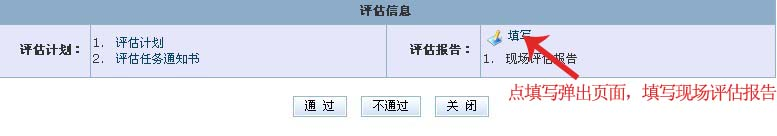 评估信息
评估计划：
1. 评估计划
2. 评估任务通知书
评估报告：
填写
1. 现场评估报告
点填写弹出页面，填写现场评估报告
通 过
不通过
关 闭